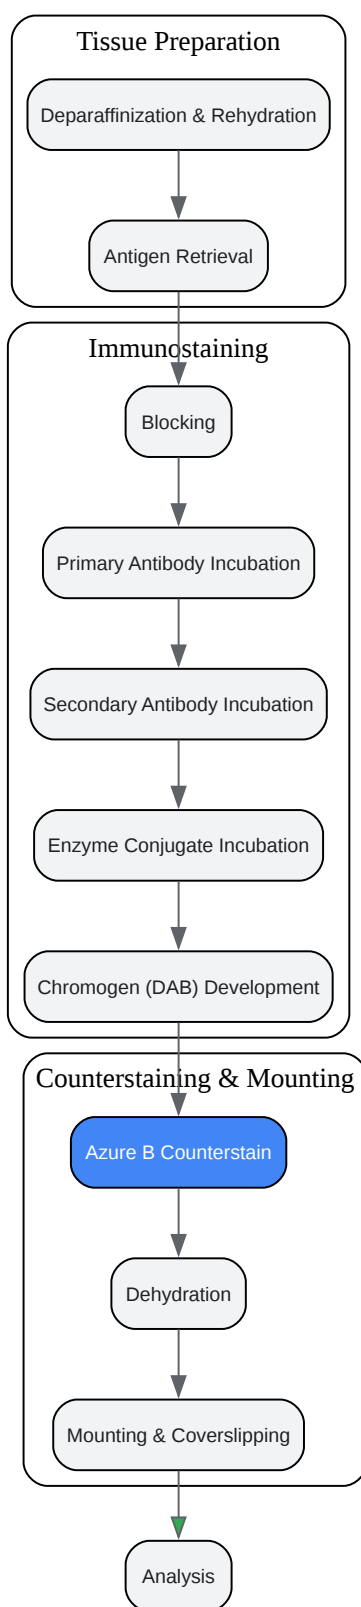 Tissue Preparation
Deparaffinization & Rehydration
Antigen Retrieval
Immunostaining
Blocking
Primary Antibody Incubation
Secondary Antibody Incubation
Enzyme Conjugate Incubation
Chromogen (DAB) Development
Counterstaining & Mounting
Azure B Counterstain
Dehydration
Mounting & Coverslipping
Analysis